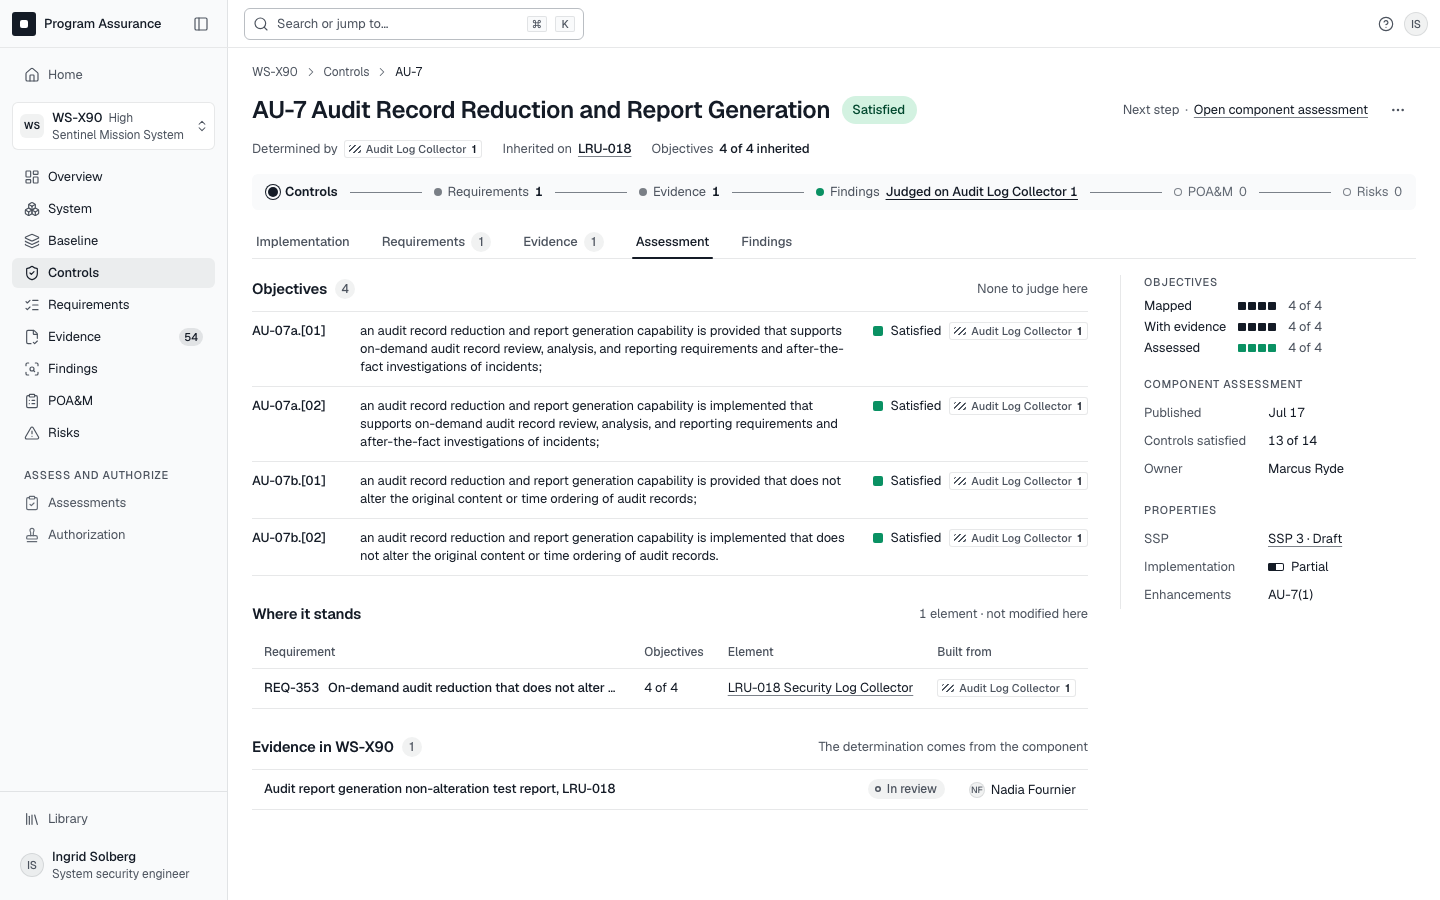 Program Assurance
Search or jump to...
⌘ K
IS
Home
WS WS-X90 High
Sentinel Mission System
Overview
System
Baseline
Controls
Requirements
Evidence 54
Findings
POA&M
Risks
ASSESS AND AUTHORIZE
Assessments
Authorization
Library
IS Ingrid Solberg
System security engineer
WS-X90 Controls AU-7
AU-7 Audit Record Reduction and Report Generation Satisfied
Next step · Open component assessment
Determined by Audit Log Collector 1 Inherited on LRU-018 Objectives 4 of 4 inherited
Controls Requirements 1 Evidence 1 Findings Judged on Audit Log Collector 1 POA&M 0 Risks 0
Implementation Requirements 1 Evidence 1 Assessment Findings
Objectives 4 None to judge here
AU-07a.[01] an audit record reduction and report generation capability is provided that supports
on-demand audit record review, analysis, and reporting requirements and after-the-
fact investigations of incidents;
Satisfied Audit Log Collector 1
AU-07a.[02] an audit record reduction and report generation capability is implemented that
supports on-demand audit record review, analysis, and reporting requirements and
after-the-fact investigations of incidents;
Satisfied Audit Log Collector 1
AU-07b.[01] an audit record reduction and report generation capability is provided that does not
alter the original content or time ordering of audit records;
Satisfied Audit Log Collector 1
AU-07b.[02] an audit record reduction and report generation capability is implemented that does
not alter the original content or time ordering of audit records.
Satisfied Audit Log Collector 1
Where it stands 1 element · not modified here
Requirement Objectives Element Built from
REQ-353 On-demand audit reduction that does not alter ... 4 of 4 LRU-018 Security Log Collector Audit Log Collector 1
Evidence in WS-X90 1 The determination comes from the component
Audit report generation non-alteration test report, LRU-018 In review NF Nadia Fournier
OBJECTIVES
Mapped 4 of 4
With evidence 4 of 4
Assessed 4 of 4
COMPONENT ASSESSMENT
Published Jul 17
Controls satisfied 13 of 14
Owner Marcus Ryde
PROPERTIES
SSP SSP 3 · Draft
Implementation Partial
Enhancements AU-7(1)